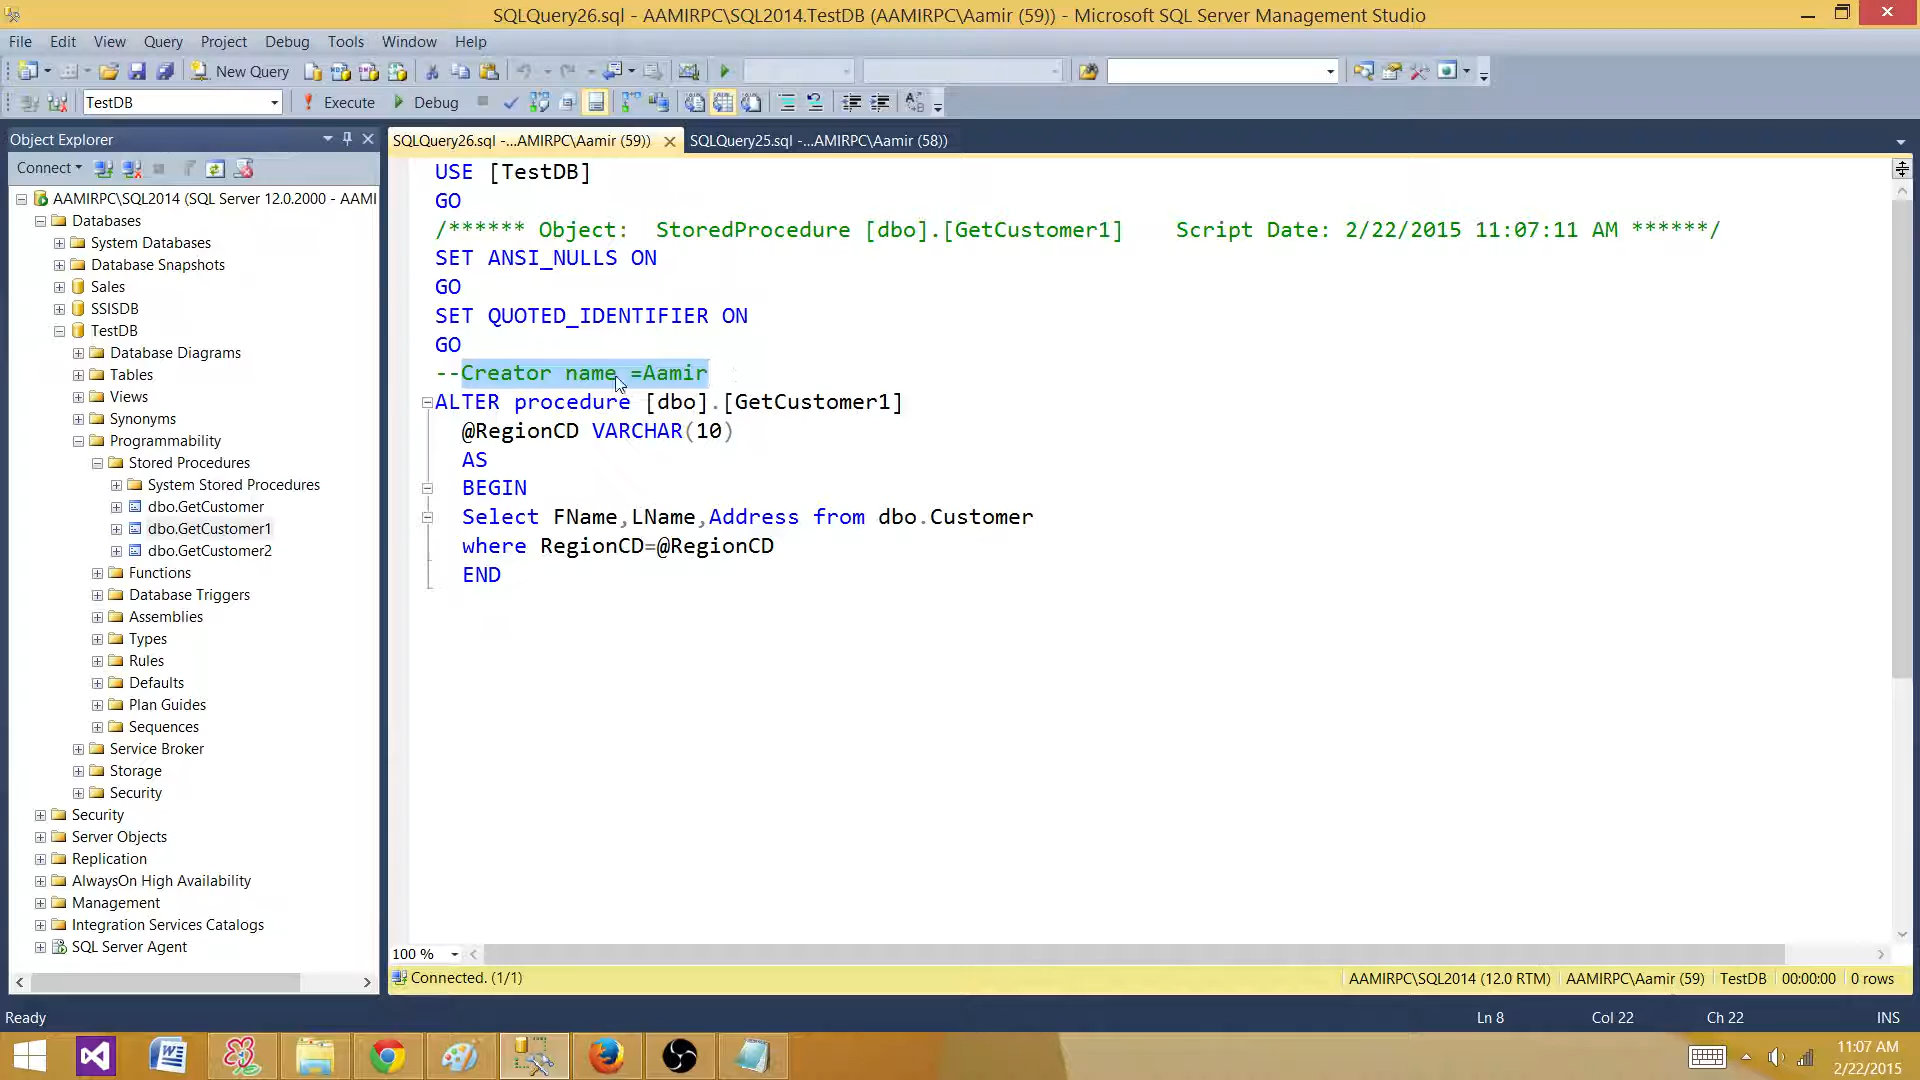 SQLQuery26.sql - AAMIRPC\SQL2014.TestDB (AAMIRPC\Aamir (59)) - Microsoft SQL Server Management Studio
File Edit View Query Project Debug Tools Window Help
New Query
TestDB Execute Debug
Object Explorer
Connect
AAMIRPC\SQL2014 (SQL Server 12.0.2000 - AAMI
Databases
System Databases
Database Snapshots
Sales
SSISDB
TestDB
Database Diagrams
Tables
Views
Synonyms
Programmability
Stored Procedures
System Stored Procedures
dbo.GetCustomer
dbo.GetCustomer1
dbo.GetCustomer2
Functions
Database Triggers
Assemblies
Types
Rules
Defaults
Plan Guides
Sequences
Service Broker
Storage
Security
Security
Server Objects
Replication
AlwaysOn High Availability
Management
Integration Services Catalogs
SQL Server Agent
SQLQuery26.sql -...AMIRPC\Aamir (59)) SQLQuery25.sql -...AMIRPC\Aamir (58))
USE [TestDB]
GO
/****** Object:  StoredProcedure [dbo].[GetCustomer1]    Script Date: 2/22/2015 11:07:11 AM ******/
SET ANSI_NULLS ON
GO
SET QUOTED_IDENTIFIER ON
GO
--Creator name =Aamir
ALTER procedure [dbo].[GetCustomer1]
@RegionCD VARCHAR(10)
AS
BEGIN
Select FName,LName,Address from dbo.Customer
where RegionCD=@RegionCD
END
100 %
Connected. (1/1) AAMIRPC\SQL2014 (12.0 RTM) AAMIRPC\Aamir (59) TestDB 00:00:00 0 rows
Ready Ln 8 Col 22 Ch 22 INS
11:07 AM
2/22/2015